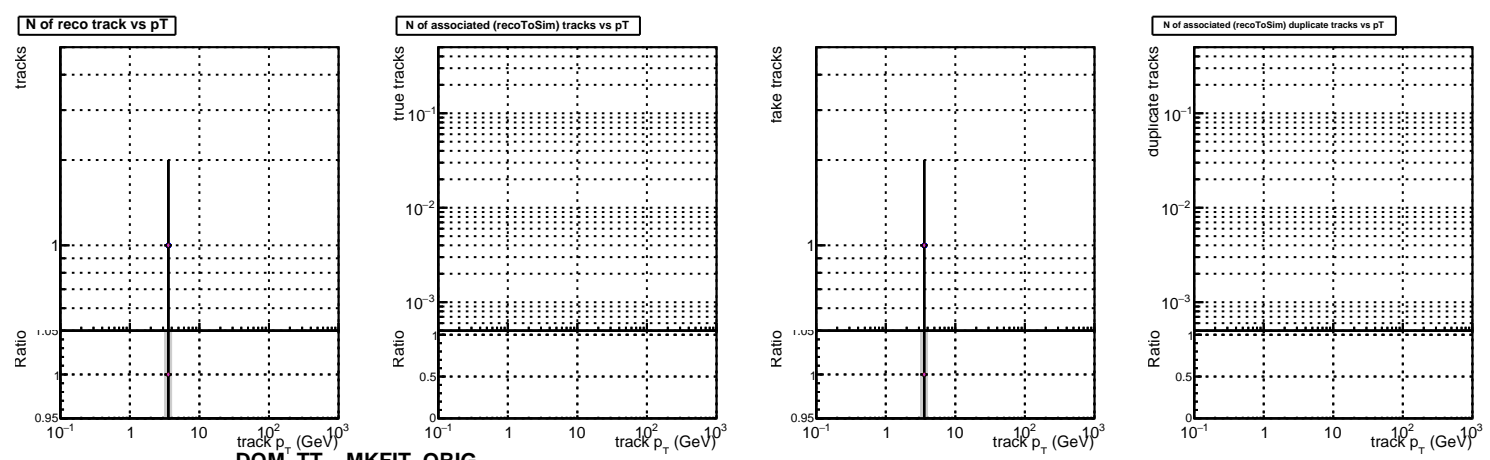 N of reco track vs pT
tracks
1
1.05
Ratio
1
0.95
10⁻¹ 1 10 10² 10³
track p_T (GeV)
N of associated (recoToSim) tracks vs pT
true tracks
10⁻¹
10⁻²
10⁻³
1
Ratio
0.5
0
10⁻¹ 1 10 10² 10³
track p_T (GeV)
fake tracks
1
1.05
Ratio
1
0.95
10⁻¹ 1 10 10² 10³
track p_T (GeV)
N of associated (recoToSim) duplicate tracks vs pT
duplicate tracks
10⁻¹
10⁻²
10⁻³
1
Ratio
0.5
0
10⁻¹ 1 10 10² 10³
track p_T (GeV)